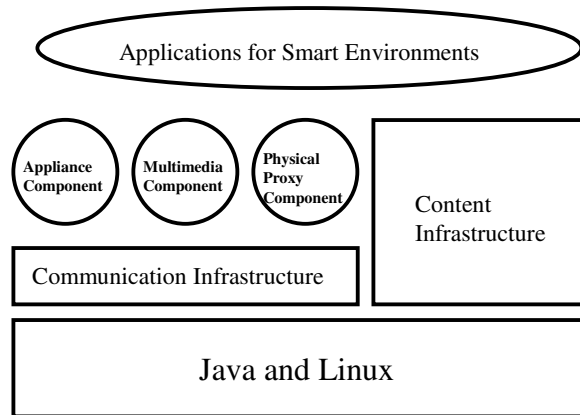 Applications for Smart Environments
Appliance
Component
Multimedia
Component
Physical
Proxy
Component
Content
Infrastructure
Communication Infrastructure
Java and Linux